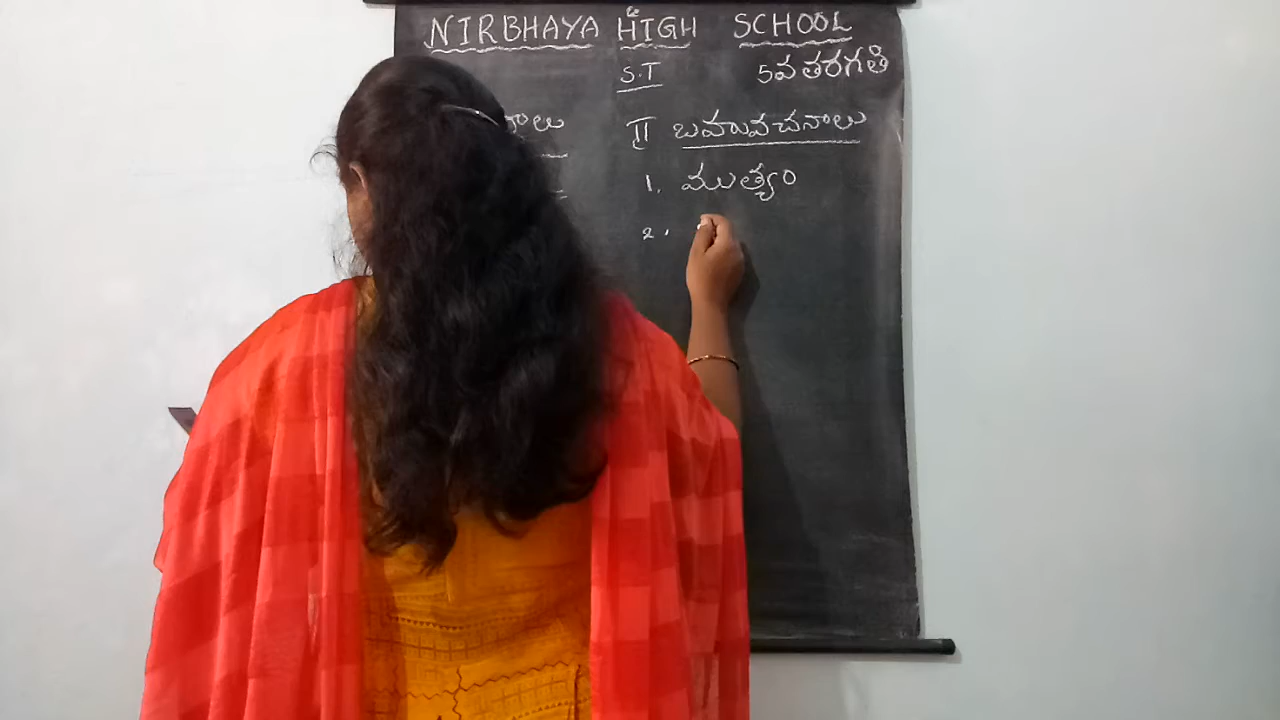 NIRBHAYA HIGH SCHOOL
S.T
5వ తరగతి
II బహువచనాలు
1. ముత్యం
2.